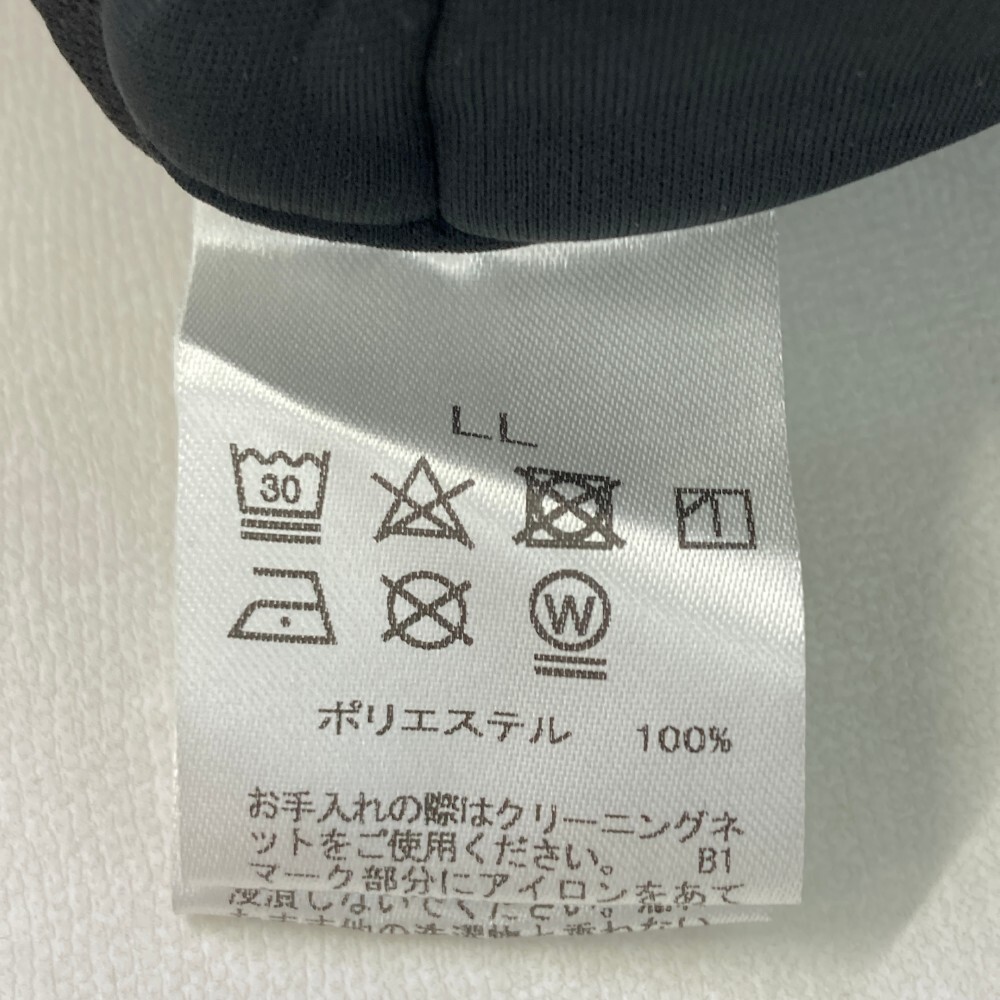 LL
30
W
ポリエステル 100%
お手入れの際はクリーニングネ
ットをご使用ください。 B1
マーク部分にアイロンをあて